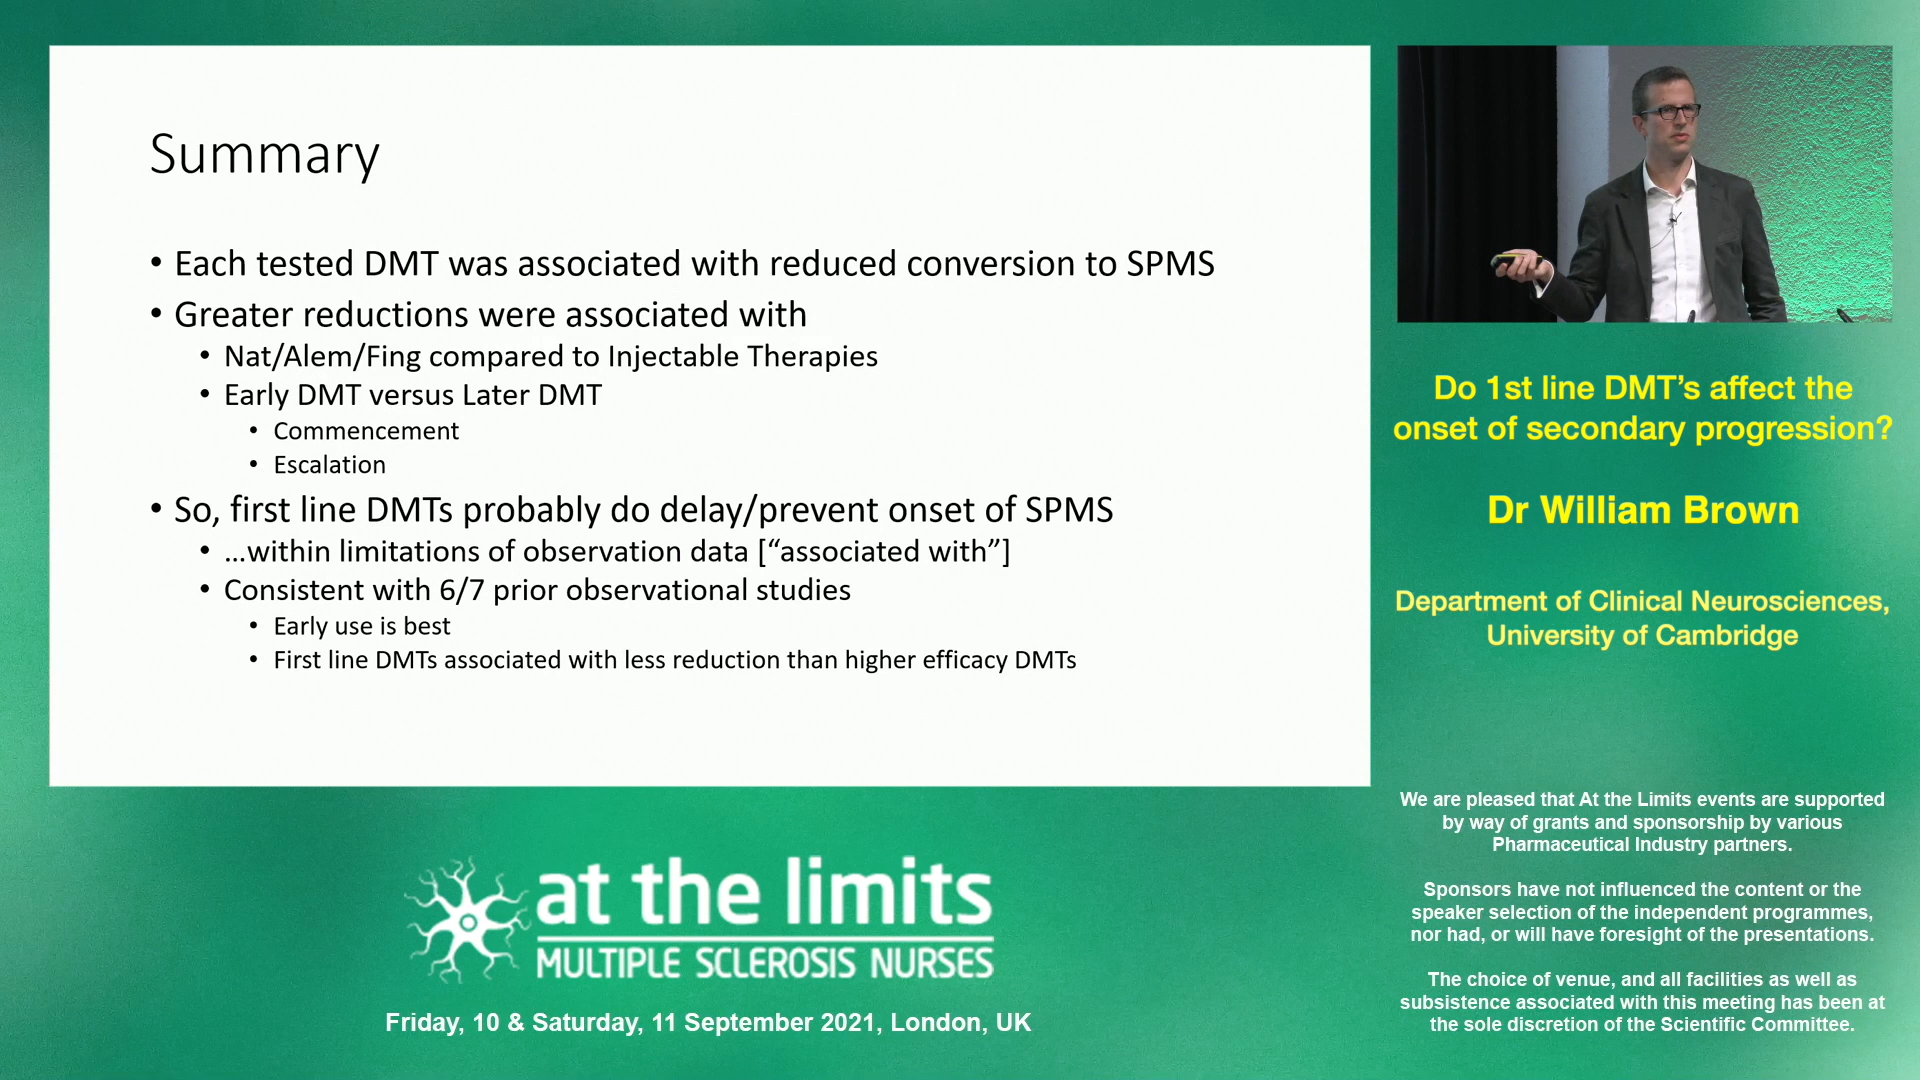 Summary
• Each tested DMT was associated with reduced conversion to SPMS
• Greater reductions were associated with
• Nat/Alem/Fing compared to Injectable Therapies
• Early DMT versus Later DMT
• Commencement
• Escalation
• So, first line DMTs probably do delay/prevent onset of SPMS
• …within limitations of observation data [“associated with”]
• Consistent with 6/7 prior observational studies
• Early use is best
• First line DMTs associated with less reduction than higher efficacy DMTs
Do 1st line DMT’s affect the
onset of secondary progression?
Dr William Brown
Department of Clinical Neurosciences,
University of Cambridge
We are pleased that At the Limits events are supported
by way of grants and sponsorship by various
Pharmaceutical Industry partners.
Sponsors have not influenced the content or the
speaker selection of the independent programmes,
nor had, or will have foresight of the presentations.
The choice of venue, and all facilities as well as
subsistence associated with this meeting has been at
the sole discretion of the Scientific Committee.
at the limits
MULTIPLE SCLEROSIS NURSES
Friday, 10 & Saturday, 11 September 2021, London, UK